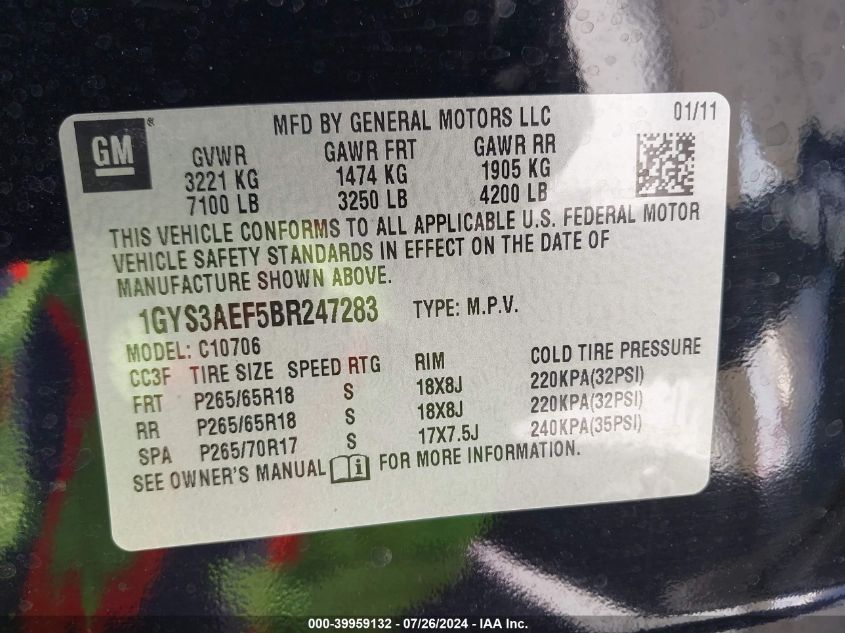 GM
MFD BY GENERAL MOTORS LLC 01/11
GVWR GAWR FRT GAWR RR
3221 KG 1474 KG 1905 KG
7100 LB 3250 LB 4200 LB
THIS VEHICLE CONFORMS TO ALL APPLICABLE U.S. FEDERAL MOTOR
VEHICLE SAFETY STANDARDS IN EFFECT ON THE DATE OF
MANUFACTURE SHOWN ABOVE.
1GYS3AEF5BR247283 TYPE: M.P.V.
MODEL: C10706
CC3F TIRE SIZE SPEED RTG RIM COLD TIRE PRESSURE
FRT P265/65R18 S 18X8J 220KPA(32PSI)
RR P265/65R18 S 18X8J 220KPA(32PSI)
SPA P265/70R17 S 17X7.5J 240KPA(35PSI)
SEE OWNER'S MANUAL FOR MORE INFORMATION.
000-39959132 - 07/26/2024 - IAA Inc.